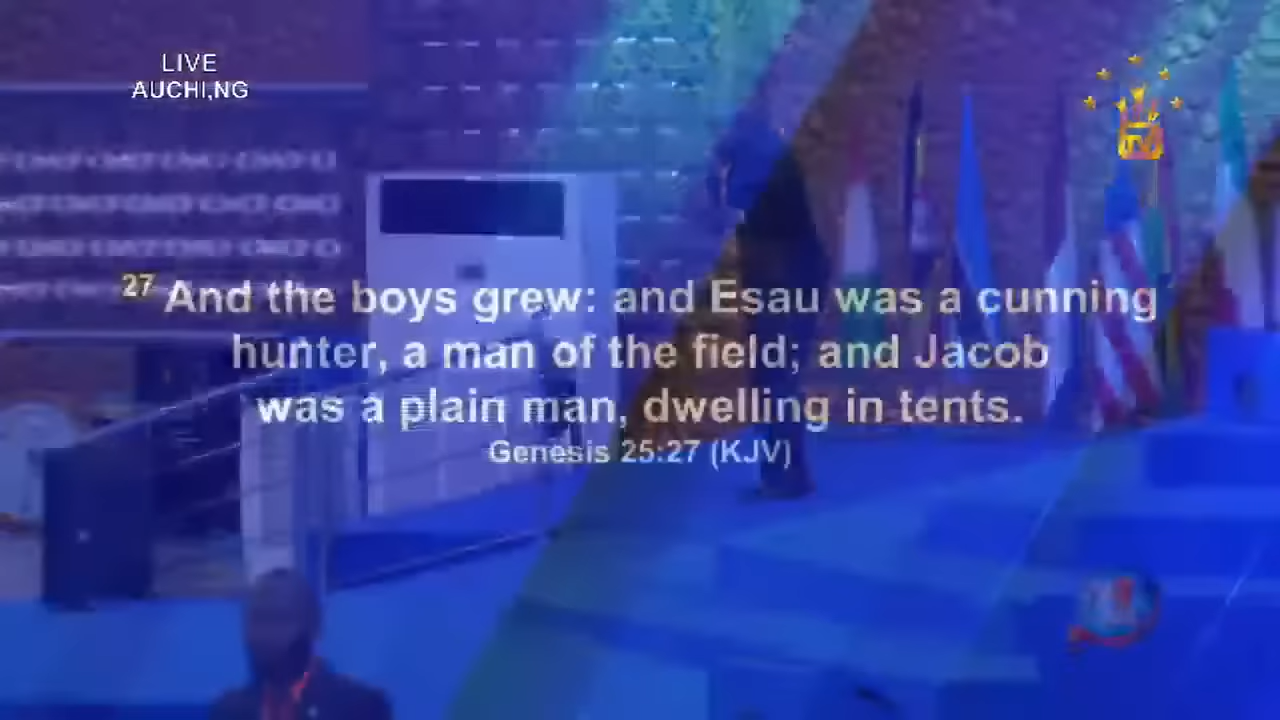 LIVE
AUCHI,NG
TV
27 And the boys grew: and Esau was a cunning
hunter, a man of the field; and Jacob
was a plain man, dwelling in tents.
Genesis 25:27 (KJV)